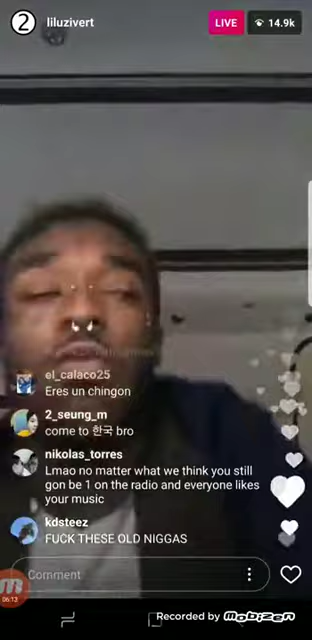 2
liluzivert
LIVE
14.9k
el_calaco25
Eres un chingon
2_seung_m
come to 한국 bro
nikolas_torres
Lmao no matter what we think you still
gon be 1 on the radio and everyone likes
your music
kdsteez
FUCK THESE OLD NIGGAS
Comment
06:13
Recorded by mobizen